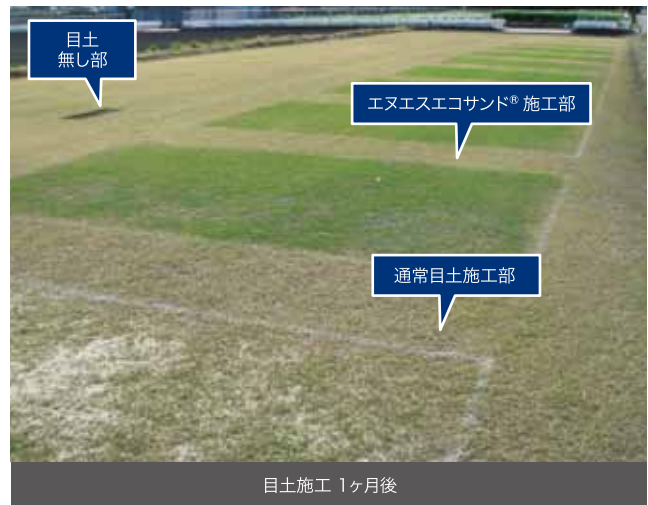 目土
無し部
エヌエスエコサンド® 施工部
通常目土施工部
目土施工 1ヶ月後